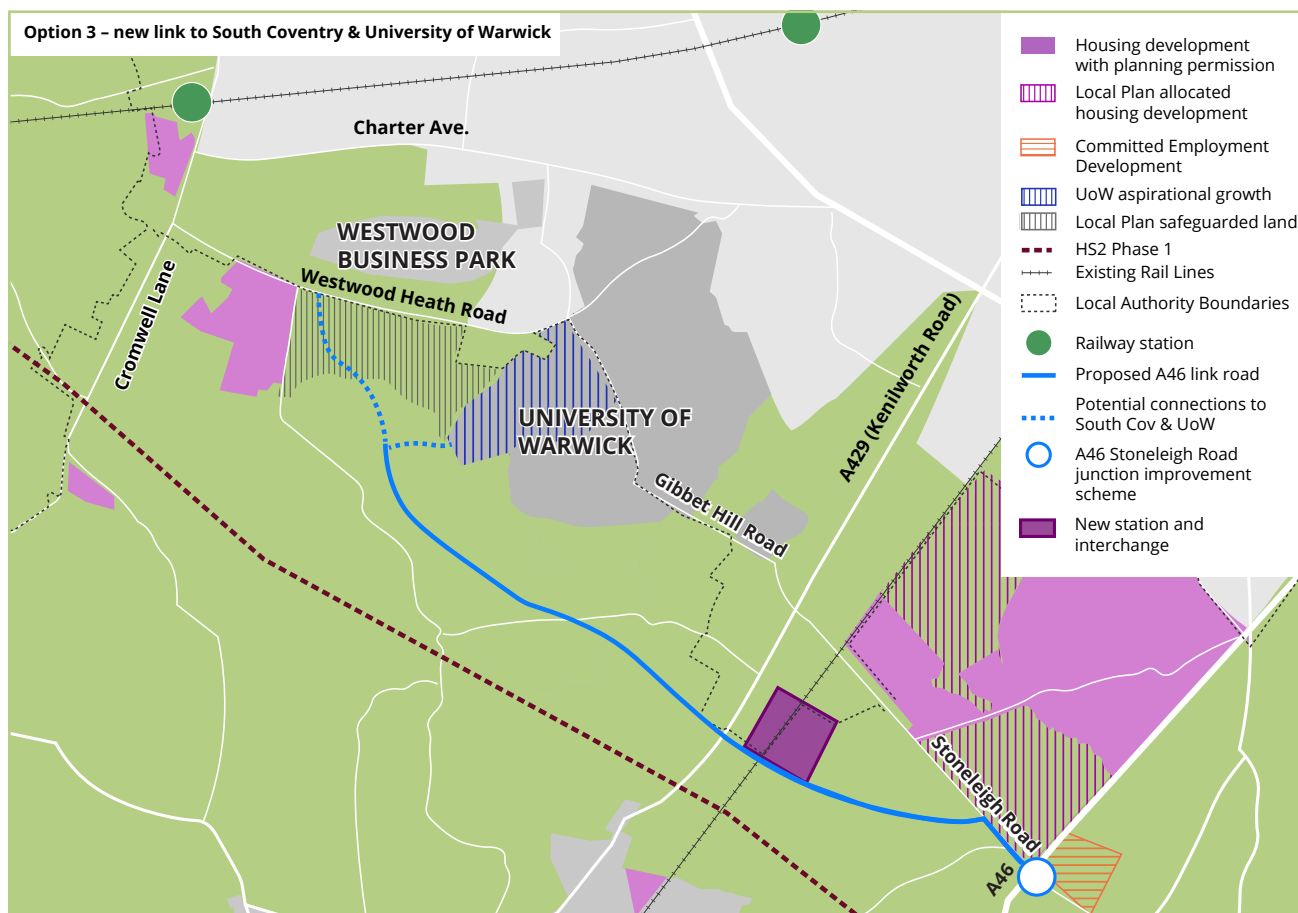 Option 3 – new link to South Coventry & University of Warwick
Charter Ave.
WESTWOOD
BUSINESS PARK
Westwood Heath Road
Cromwell Lane
UNIVERSITY OF
WARWICK
Gibbet Hill Road
A429 (Kenilworth Road)
Stoneleigh Road
A46
Housing development
with planning permission
Local Plan allocated
housing development
Committed Employment
Development
UoW aspirational growth
Local Plan safeguarded land
HS2 Phase 1
Existing Rail Lines
Local Authority Boundaries
Railway station
Proposed A46 link road
Potential connections to
South Cov & UoW
A46 Stoneleigh Road
junction improvement
scheme
New station and
interchange